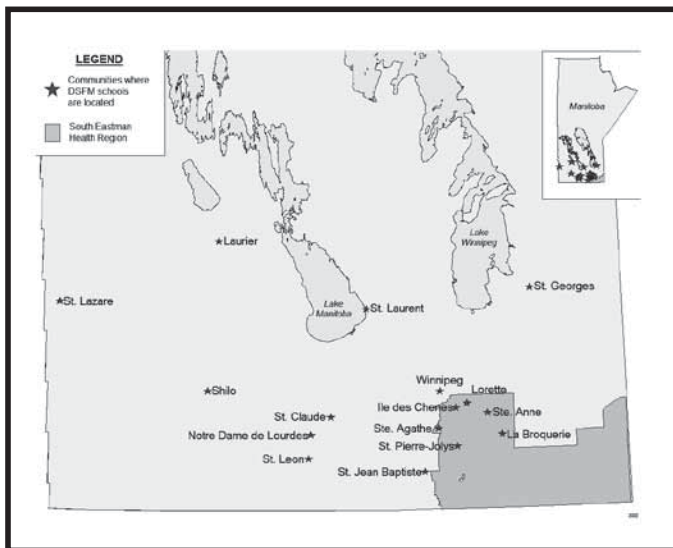 LEGEND
Communities where
DSFM schools
are located
South Eastman
Health Region
Manitoba
Laurier
Lake
Winnipeg
St. Georges
St. Lazare
Lake
Manitoba
St. Laurent
Winnipeg
Shilo
Lorette
Ile des Chenes
St. Claude
Ste. Anne
Ste. Agathe
Notre Dame de Lourdes
La Broquerie
St. Pierre-Jolys
St. Leon
St. Jean Baptiste